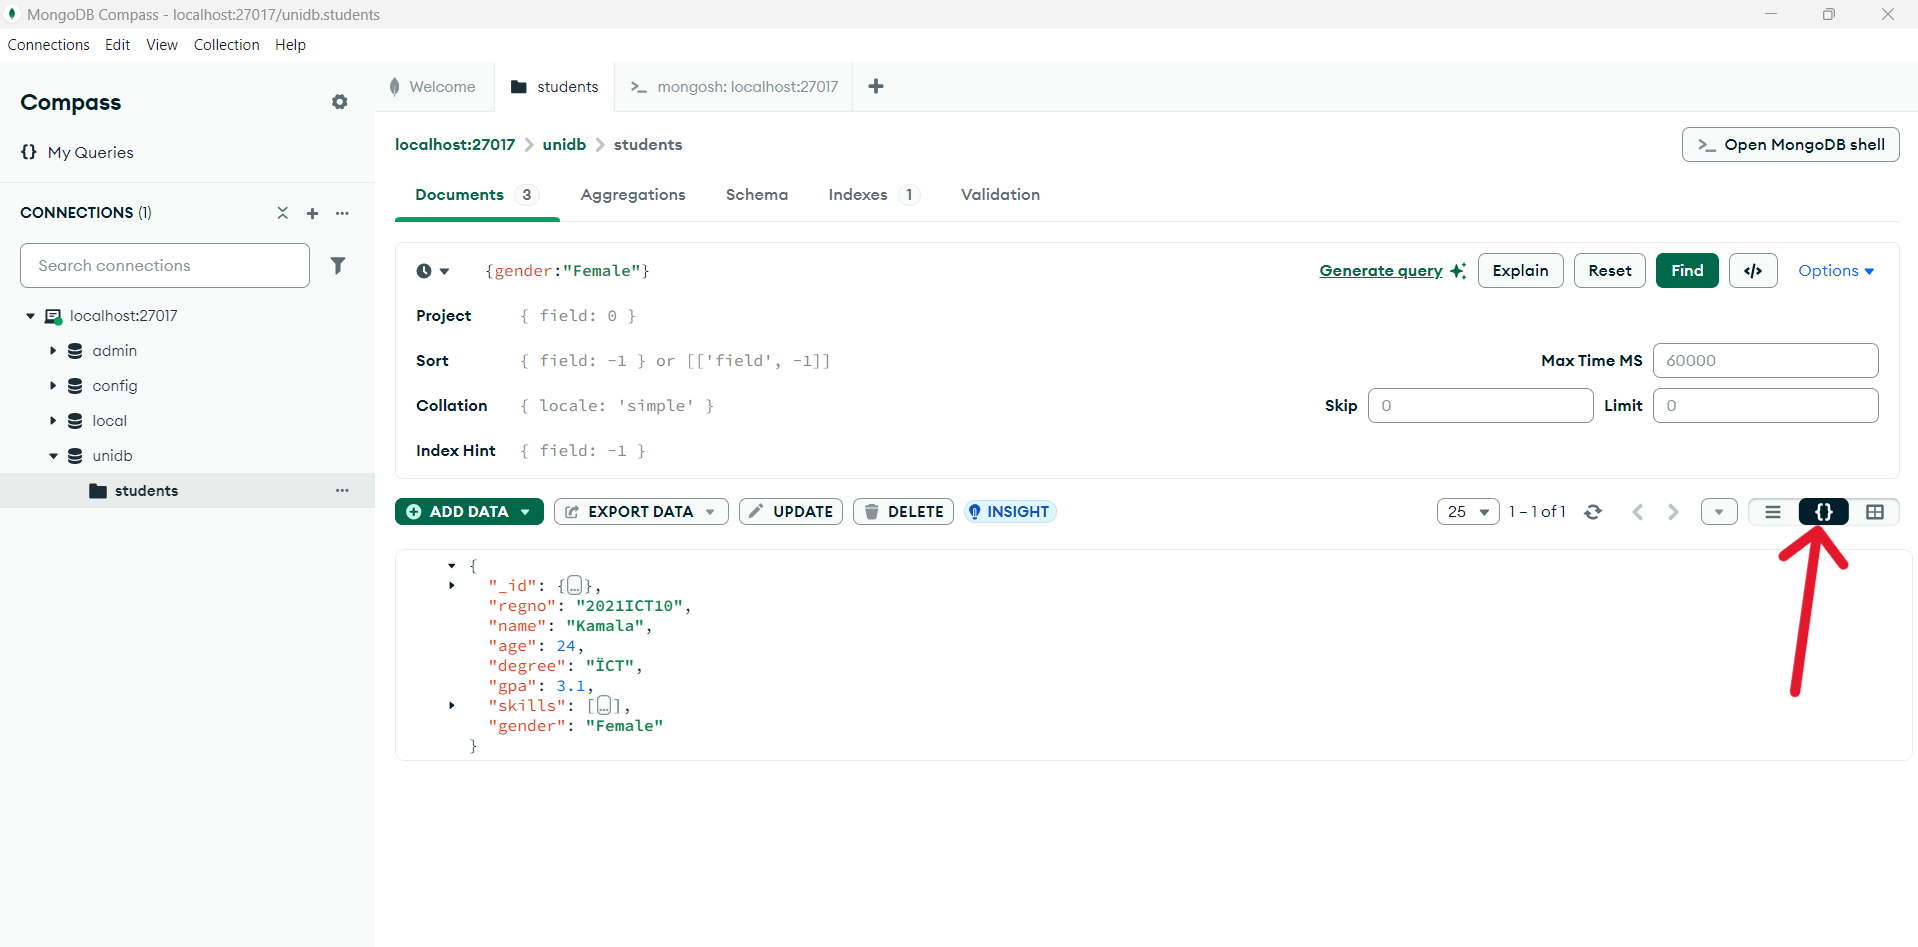 MongoDB Compass - localhost:27017/unidb.students
Connections Edit View Collection Help
Compass
{} My Queries
CONNECTIONS (1)
Search connections
localhost:27017
admin
config
local
unidb
students
Welcome
students
>_ mongosh: localhost:27017
localhost:27017 > unidb > students
>_ Open MongoDB shell
Documents 3 Aggregations Schema Indexes 1 Validation
{gender:"Female"}
Generate query Explain Reset Find </> Options
Project { field: 0 }
Sort { field: -1 } or [['field', -1]]
Max Time MS 60000
Collation { locale: 'simple' }
Skip 0 Limit 0
Index Hint { field: -1 }
ADD DATA EXPORT DATA UPDATE DELETE INSIGHT
25 1 – 1 of 1 {}
{
"_id": {…},
"regno": "2021ICT10",
"name": "Kamala",
"age": 24,
"degree": "ÏCT",
"gpa": 3.1,
"skills": […],
"gender": "Female"
}